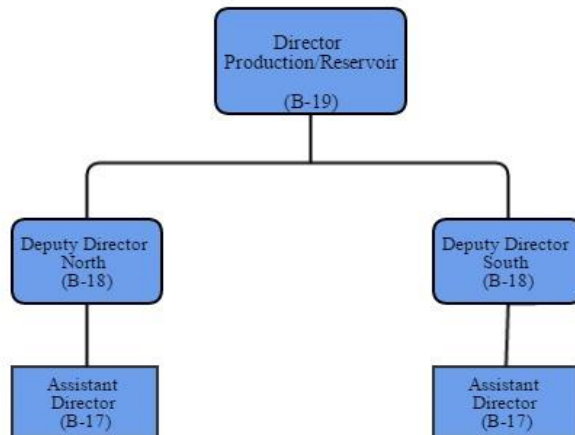 Director
Production/Reservoir
(B-19)
Deputy Director
North
(B-18)
Deputy Director
South
(B-18)
Assistant
Director
(B-17)
Assistant
Director
(B-17)